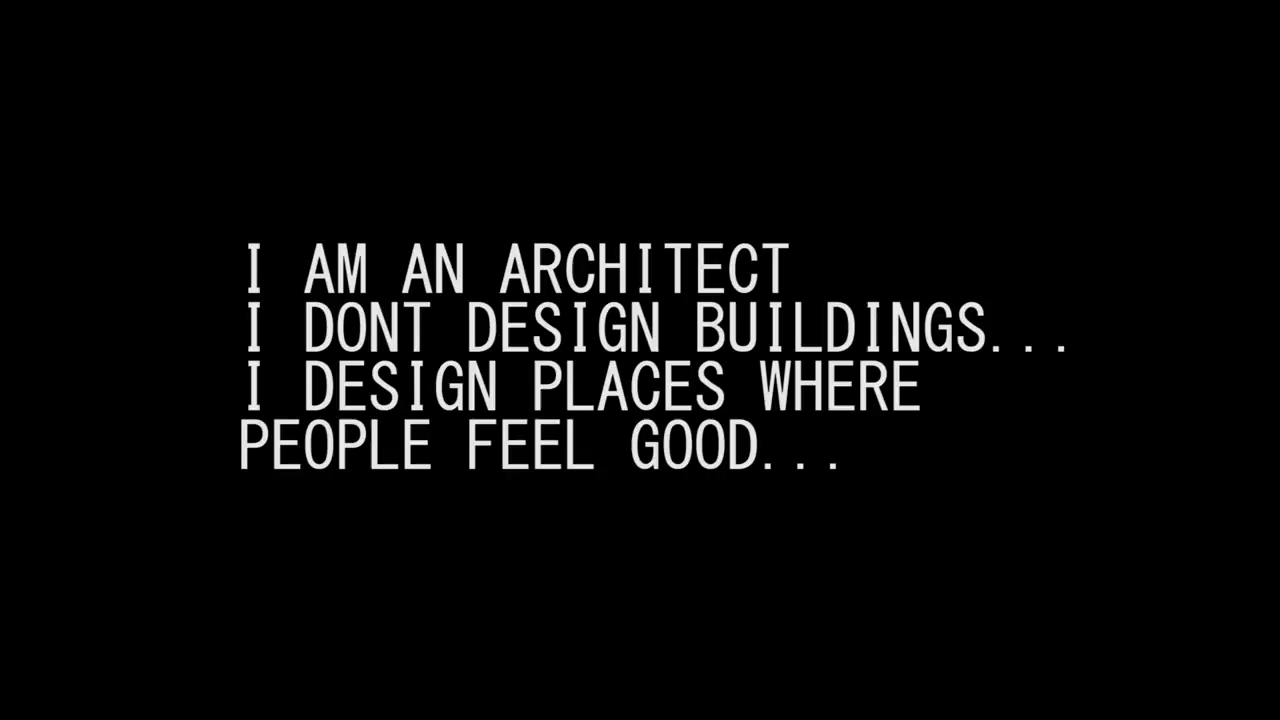 I AM AN ARCHITECT
I DONT DESIGN BUILDINGS...
I DESIGN PLACES WHERE
PEOPLE FEEL GOOD...